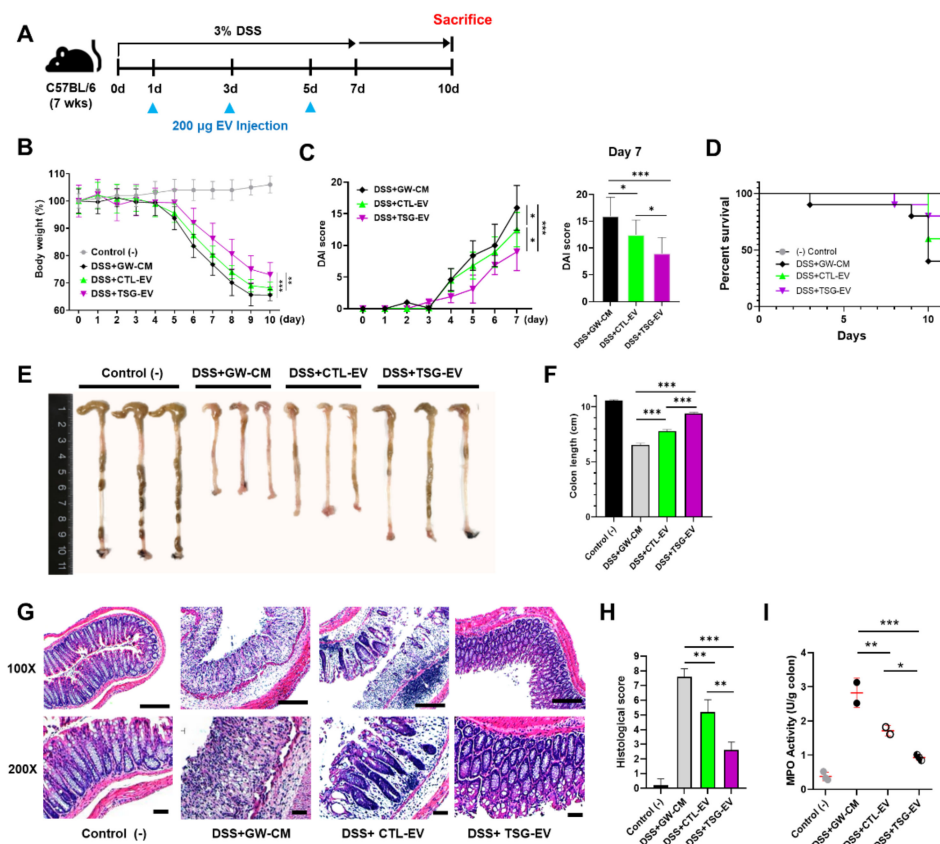 A
Sacrifice
3% DSS
C57BL/6
(7 wks)
0d 1d 3d 5d 7d 10d
200 µg EV Injection
B
Body weight (%)
110
100
90
80
70
60
Control (-)
DSS+GW-CM
DSS+CTL-EV
DSS+TSG-EV
***
**
0 1 2 3 4 5 6 7 8 9 10 (day)
C
DAI score
20
15
10
5
0
DSS+GW-CM
DSS+CTL-EV
DSS+TSG-EV
*
*
***
0 1 2 3 4 5 6 7 (day)
Day 7
DAI score
20
15
10
5
0
***
*
*
DSS+GW-CM
DSS+CTL-EV
DSS+TSG-EV
D
Percent survival
100
50
0
(-) Control
DSS+GW-CM
DSS+CTL-EV
DSS+TSG-EV
0 5 10
Days
E
Control (-) DSS+GW-CM DSS+CTL-EV DSS+TSG-EV
1
2
3
4
5
6
7
8
9
10
11
F
Colon length (cm)
10
5
0
***
***
***
Control (-)
DSS+GW-CM
DSS+CTL-EV
DSS+TSG-EV
G
100X
200X
Control (-) DSS+GW-CM DSS+ CTL-EV DSS+ TSG-EV
H
Histological score
9
8
7
6
5
4
3
2
1
0
***
**
**
Control (-)
DSS+GW-CM
DSS+CTL-EV
DSS+TSG-EV
I
MPO Activity (U/g colon)
4
3
2
1
0
***
**
*
Control (-)
DSS+GW-CM
DSS+CTL-EV
DSS+TSG-EV